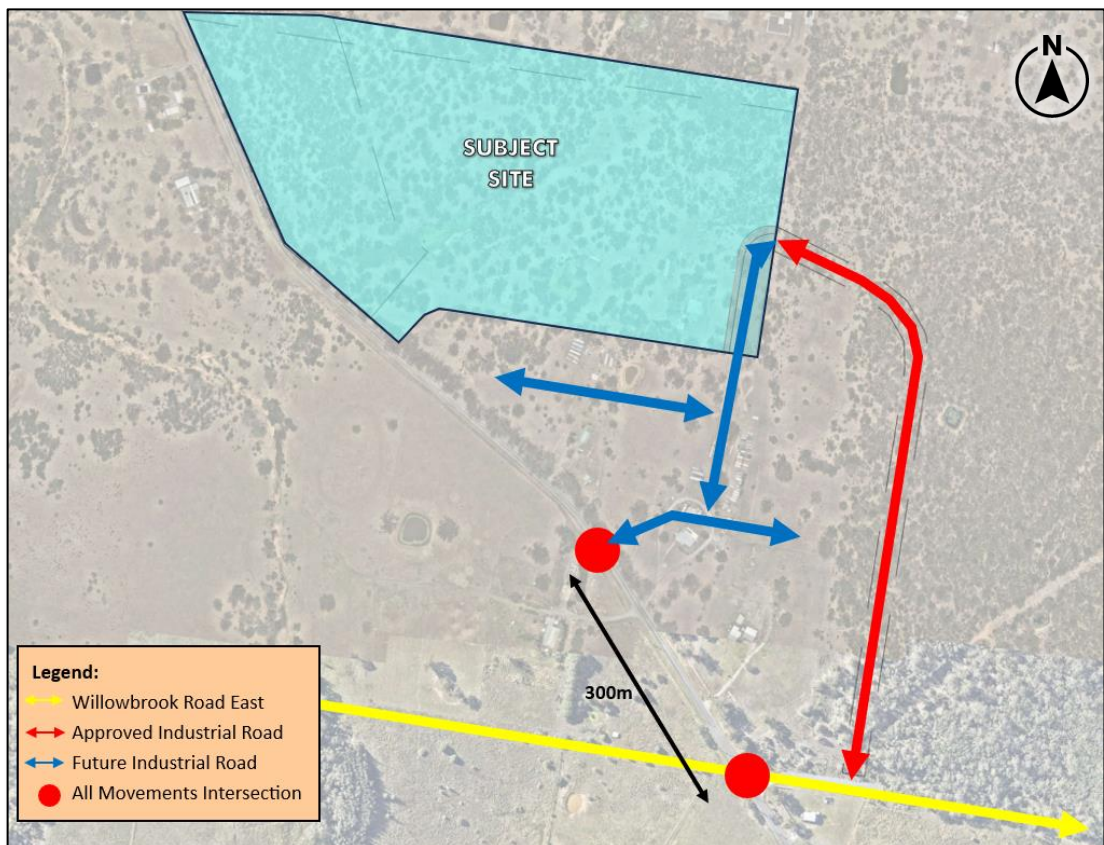 N
SUBJECT
SITE
300m
Legend:
Willowbrook Road East
Approved Industrial Road
Future Industrial Road
All Movements Intersection